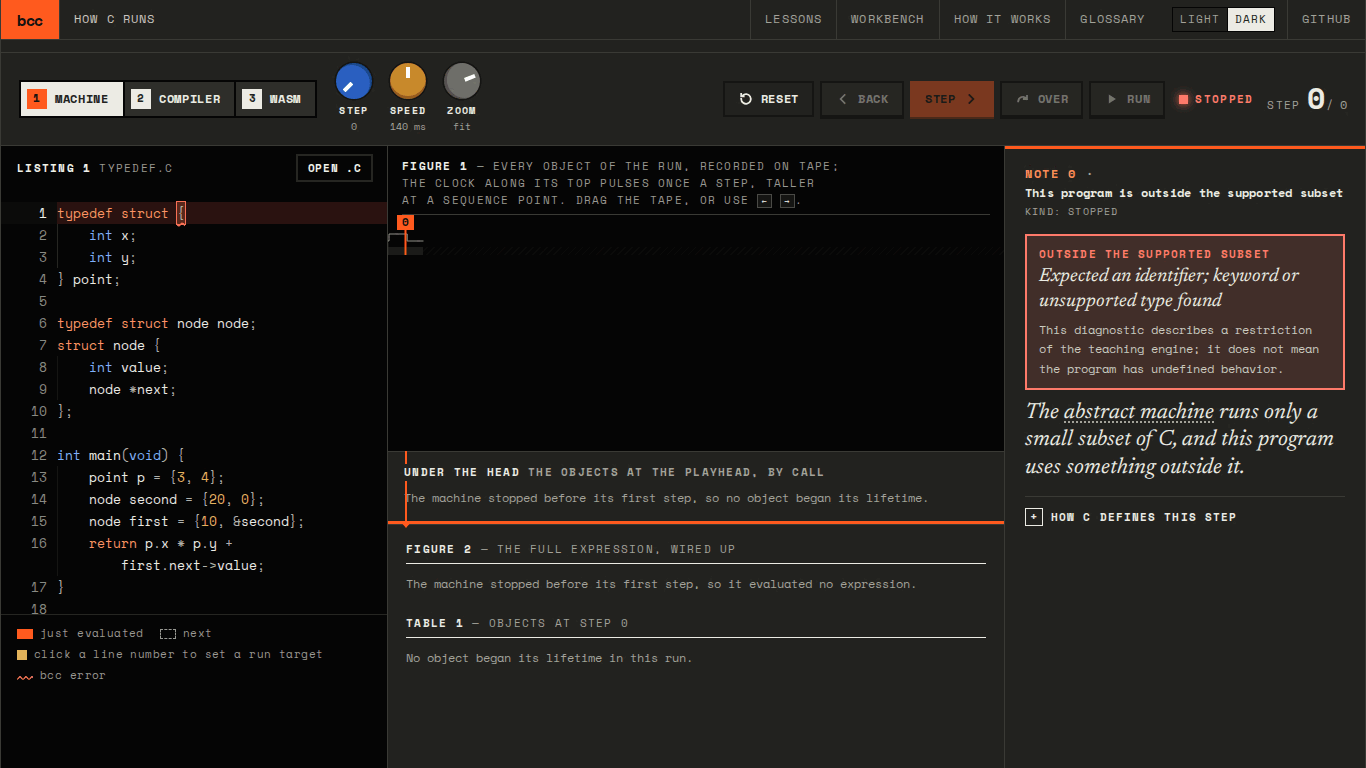 bcc HOW C RUNS LESSONS WORKBENCH HOW IT WORKS GLOSSARY LIGHT DARK GITHUB
1 MACHINE 2 COMPILER 3 WASM
STEP
0
SPEED
140 ms
ZOOM
fit
RESET BACK STEP OVER RUN STOPPED STEP 0 / 0
LISTING 1 TYPEDEF.C OPEN .C
1 typedef struct {
2     int x;
3     int y;
4 } point;
5
6 typedef struct node node;
7 struct node {
8     int value;
9     node *next;
10 };
11
12 int main(void) {
13     point p = {3, 4};
14     node second = {20, 0};
15     node first = {10, &second};
16     return p.x * p.y +
        first.next->value;
17 }
18
just evaluated next
click a line number to set a run target
bcc error
FIGURE 1 — EVERY OBJECT OF THE RUN, RECORDED ON TAPE;
THE CLOCK ALONG ITS TOP PULSES ONCE A STEP, TALLER
AT A SEQUENCE POINT. DRAG THE TAPE, OR USE ← →.
0
UNDER THE HEAD THE OBJECTS AT THE PLAYHEAD, BY CALL
The machine stopped before its first step, so no object began its lifetime.
FIGURE 2 — THE FULL EXPRESSION, WIRED UP
The machine stopped before its first step, so it evaluated no expression.
TABLE 1 — OBJECTS AT STEP 0
No object began its lifetime in this run.
NOTE 0 ·
This program is outside the supported subset
KIND: STOPPED
OUTSIDE THE SUPPORTED SUBSET
Expected an identifier; keyword or
unsupported type found
This diagnostic describes a restriction
of the teaching engine; it does not mean
the program has undefined behavior.
The abstract machine runs only a
small subset of C, and this program
uses something outside it.
+ HOW C DEFINES THIS STEP